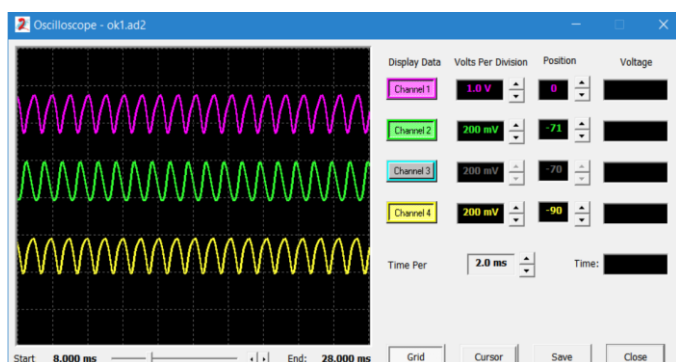 Oscilloscope - ok1.ad2
Display Data Volts Per Division Position Voltage
Channel 1 1.0 V 0
Channel 2 200 mV -71
Channel 3 200 mV -70
Channel 4 200 mV -90
Time Per 2.0 ms Time:
Start 8.000 ms End: 28.000 ms Grid Cursor Save Close